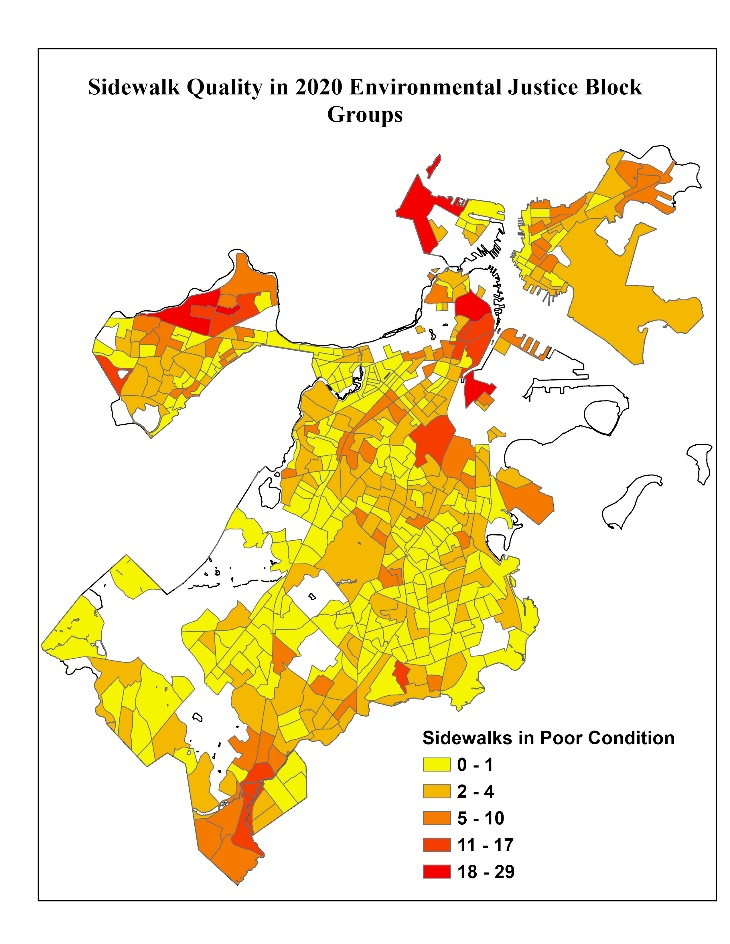 Sidewalk Quality in 2020 Environmental Justice Block
Groups
Sidewalks in Poor Condition
0 - 1
2 - 4
5 - 10
11 - 17
18 - 29